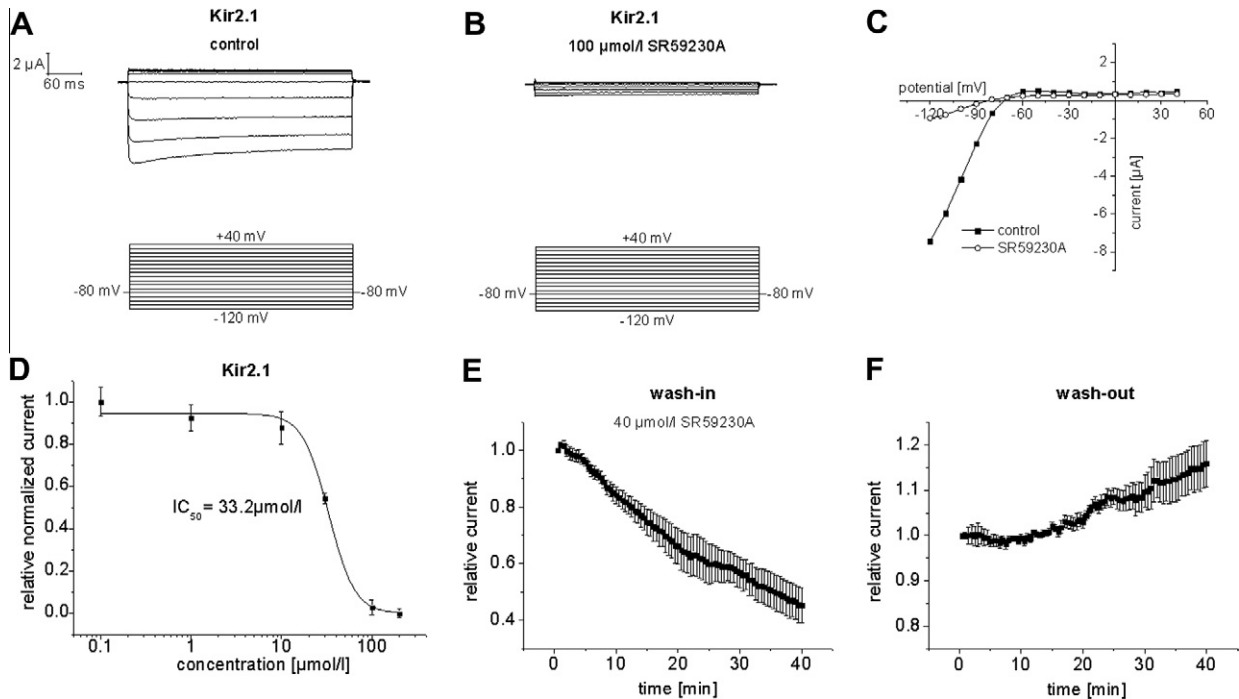 A
Kir2.1
control
2 µA
60 ms
+40 mV
-80 mV
-80 mV
-120 mV
B
Kir2.1
100 µmol/l SR59230A
+40 mV
-80 mV
-80 mV
-120 mV
C
potential [mV]
2
-120
-90
-60
-30
0
30
60
-2
-4
-6
-8
current [µA]
control
SR59230A
D
Kir2.1
relative normalized current
1.0
0.8
0.6
0.4
0.2
0.0
IC50 = 33.2µmol/l
0.1
1
10
100
concentration [µmol/l]
E
wash-in
40 µmol/l SR59230A
relative current
1.0
0.8
0.6
0.4
0
10
20
30
40
time [min]
F
wash-out
relative current
1.2
1.1
1.0
0.9
0.8
0
10
20
30
40
time [min]